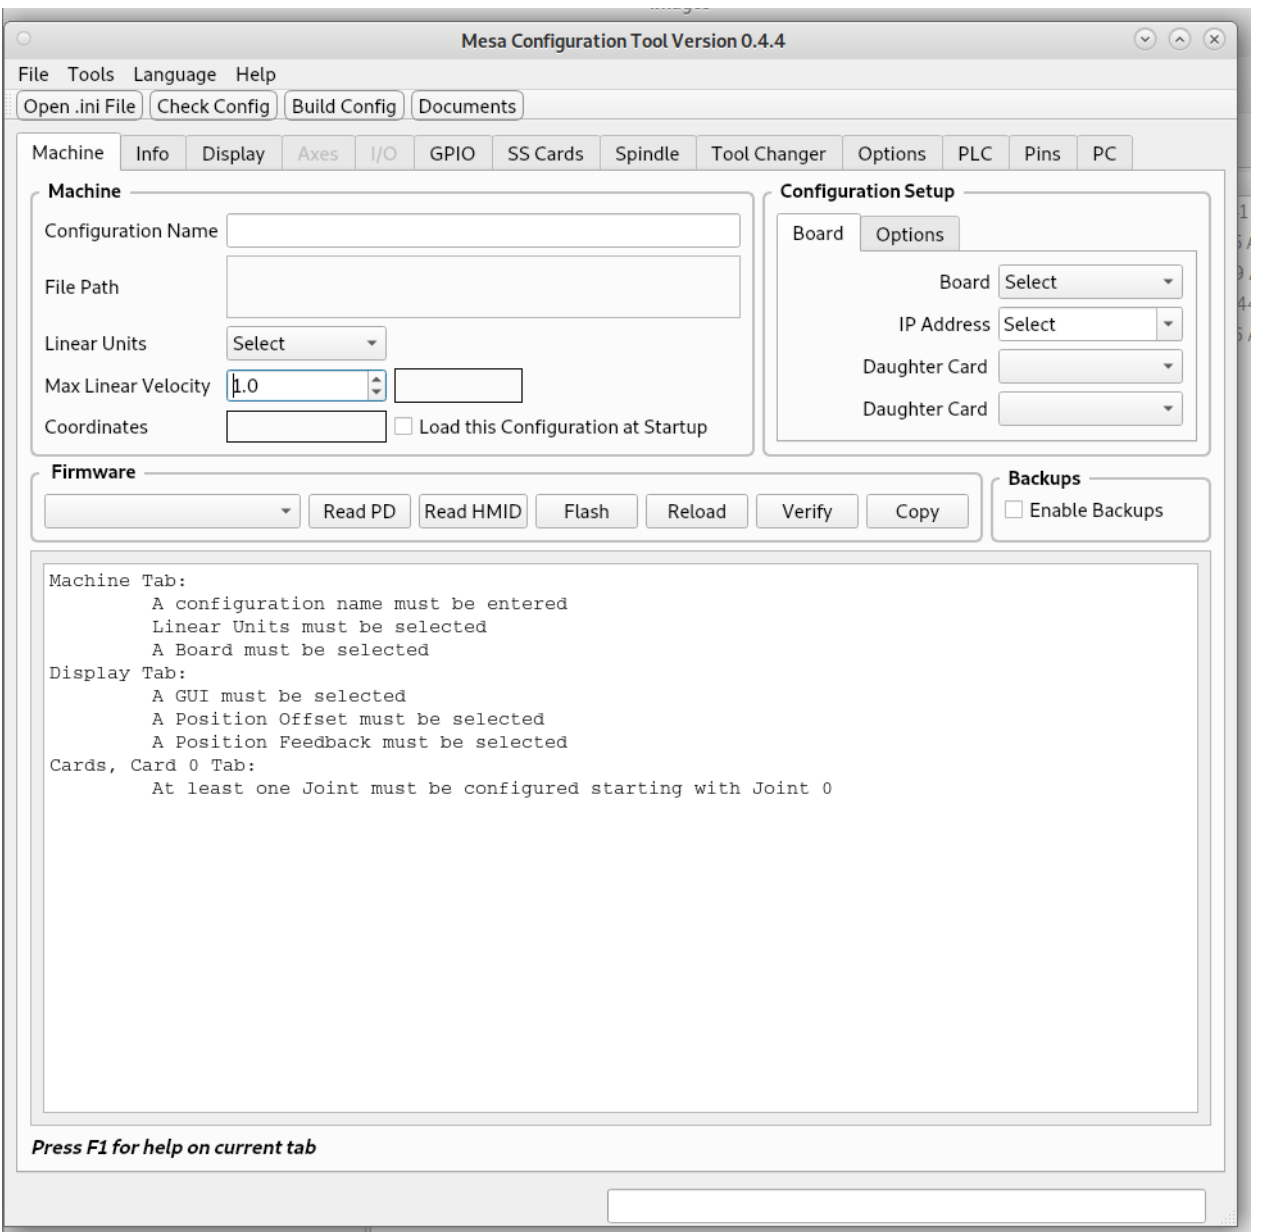 Mesa Configuration Tool Version 0.4.4
File Tools Language Help
Open .ini File Check Config Build Config Documents
Machine Info Display Axes I/O GPIO SS Cards Spindle Tool Changer Options PLC Pins PC
Machine
Configuration Name
File Path
Linear Units Select
Max Linear Velocity 1.0
Coordinates Load this Configuration at Startup
Configuration Setup
Board Options
Board Select
IP Address Select
Daughter Card
Daughter Card
Firmware
Read PD Read HMID Flash Reload Verify Copy
Backups
Enable Backups
Machine Tab:
A configuration name must be entered
Linear Units must be selected
A Board must be selected
Display Tab:
A GUI must be selected
A Position Offset must be selected
A Position Feedback must be selected
Cards, Card 0 Tab:
At least one Joint must be configured starting with Joint 0
Press F1 for help on current tab